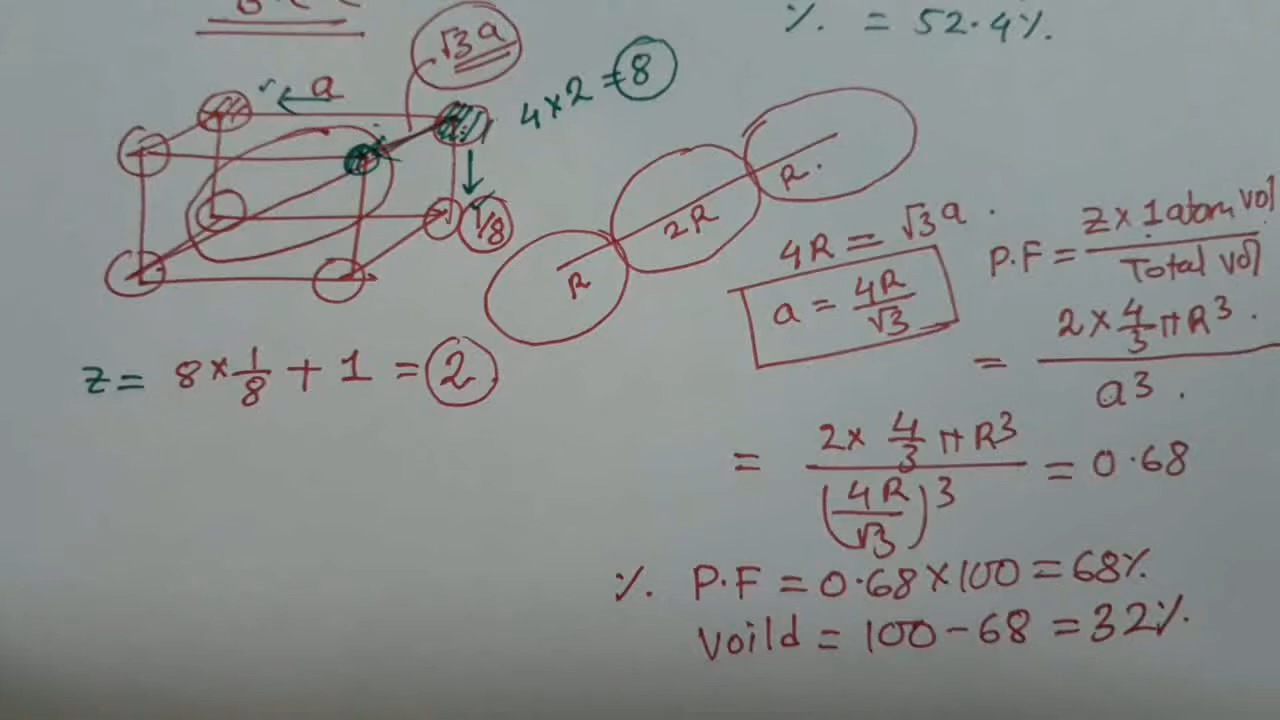 % = 52.4%.
√3a
a
4×2=8
1/8
R
2R
R.
4R = √3a.
a = 4R/√3
z = 8×1/8 + 1 = 2
P.F = z × 1 atom vol / Total vol
= 2 × 4/3 πR³. / a³.
= 2× 4/3 πR³ / (4R/√3)³ = 0.68
% P.F = 0.68×100 = 68%
Voild = 100 - 68 = 32%.